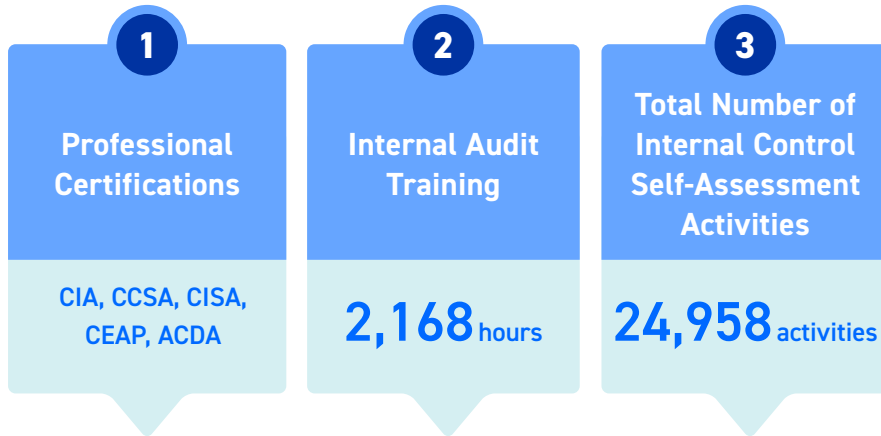 1
Professional
Certifications
CIA, CCSA, CISA,
CEAP, ACDA
2
Internal Audit
Training
2,168 hours
3
Total Number of
Internal Control
Self-Assessment
Activities
24,958 activities